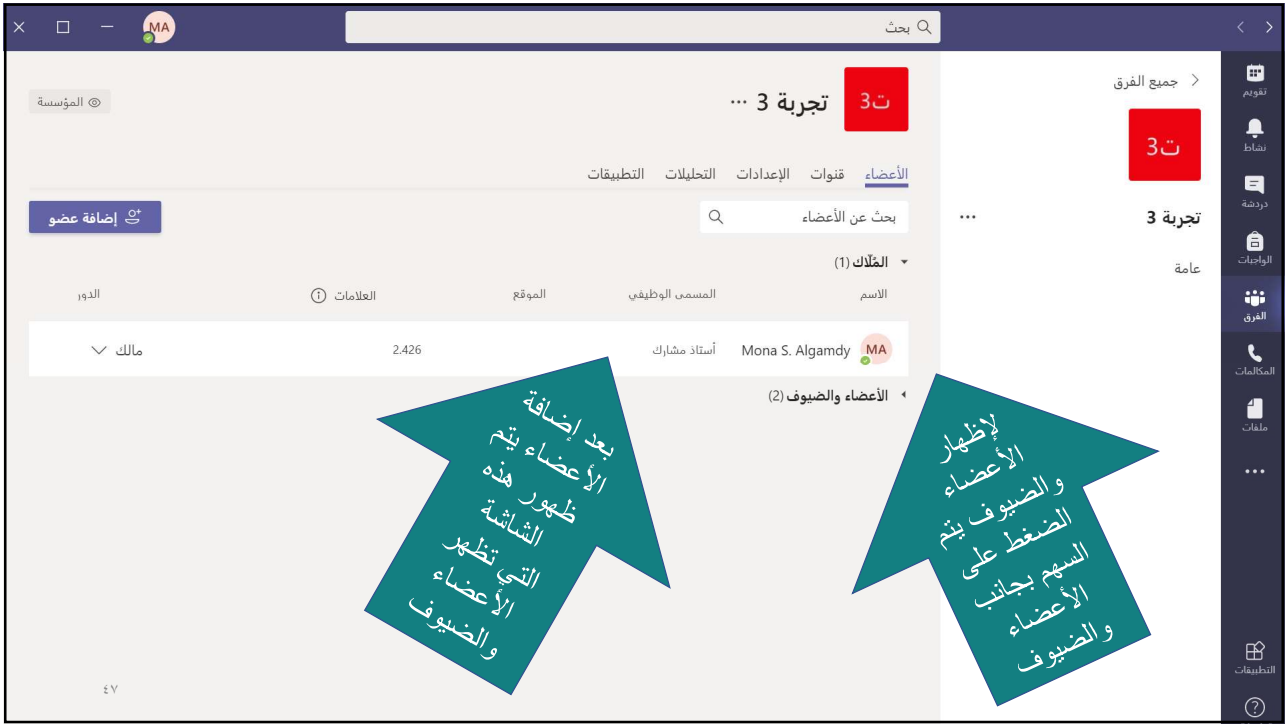 MA
بحث
تقويم
نشاط
دردشة
الواجبات
الفرق
المكالمات
ملفات
التطبيقات
جميع الفرق
ت3
تجربة 3
عامة
ت3
تجربة 3
المؤسسة
الأعضاء قنوات الإعدادات التحليلات التطبيقات
بحث عن الأعضاء
إضافة عضو
المُلّاك (1)
الاسم المسمى الوظيفي الموقع العلامات الدور
MA Mona S. Algamdy أستاذ مشارك 2.426 مالك
الأعضاء والضيوف (2)
لإظهار
الأعضاء
والضيوف يتم
الضغط على
السهم بجانب
الأعضاء
والضيوف
بعد إضافة
الأعضاء يتم
ظهور هذه
الشاشة
التي تظهر
الأعضاء
والضيوف
٤٧